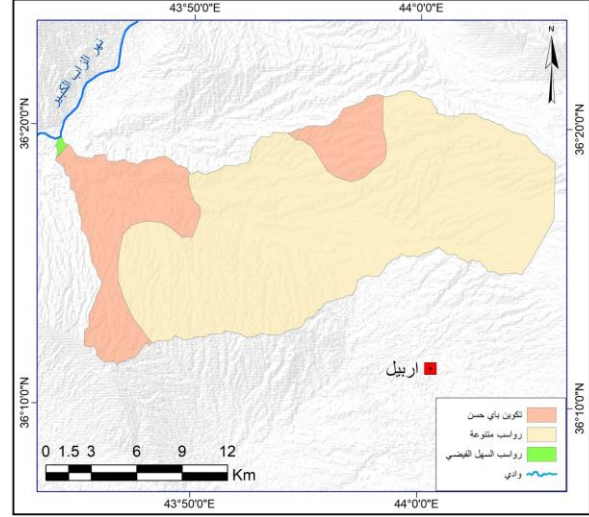 43°50'0"E 44°0'0"E
N
نهر الزاب الكبير
36°20'0"N 36°20'0"N
اربيل
36°10'0"N 36°10'0"N
تكوين باي حسن
رواسب متنوعة
رواسب السهل الفيضي
وادي
0 1.5 3 6 9 12
Km
43°50'0"E 44°0'0"E